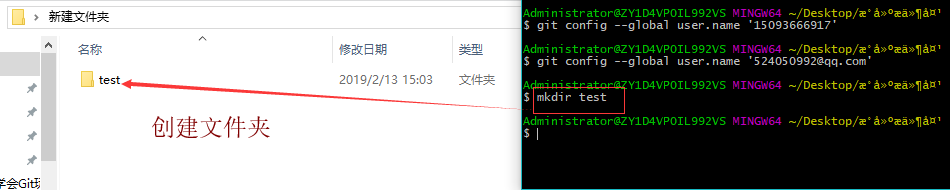 新建文件夹
名称
修改日期
类型
test
2019/2/13 15:03
文件夹
创建文件夹
学会Git玩
Administrator@ZY1D4VPOIL992VS MINGW64 ~/Desktop/æ°å»ºæä»¶å¤¹
$ git config --global user.name '15093666917'
Administrator@ZY1D4VPOIL992VS MINGW64 ~/Desktop/æ°å»ºæä»¶å¤¹
$ git config --global user.name '524050992@qq.com'
Administrator@ZY1D4VPOIL992VS MINGW64 ~/Desktop/æ°å»ºæä»¶å¤¹
$ mkdir test
Administrator@ZY1D4VPOIL992VS MINGW64 ~/Desktop/æ°å»ºæä»¶å¤¹
$